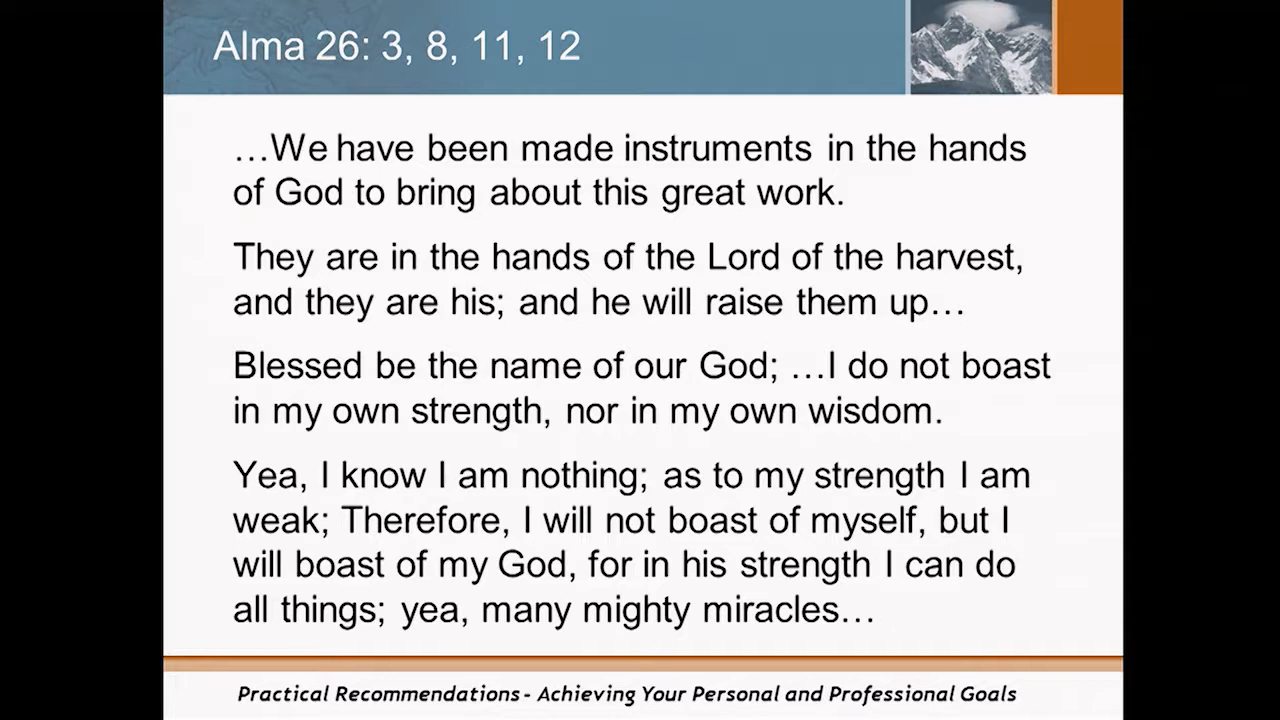 Alma 26: 3, 8, 11, 12
…We have been made instruments in the hands
of God to bring about this great work.
They are in the hands of the Lord of the harvest,
and they are his; and he will raise them up…
Blessed be the name of our God; …I do not boast
in my own strength, nor in my own wisdom.
Yea, I know I am nothing; as to my strength I am
weak; Therefore, I will not boast of myself, but I
will boast of my God, for in his strength I can do
all things; yea, many mighty miracles…
Practical Recommendations - Achieving Your Personal and Professional Goals